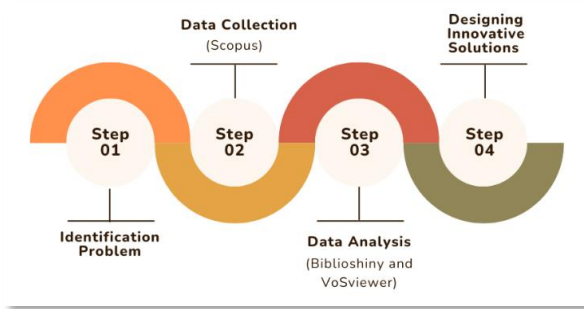 Step
01
Identification
Problem
Data Collection
(Scopus)
Step
02
Step
03
Data Analysis
(Biblioshiny and
VoSviewer)
Designing
Innovative
Solutions
Step
04